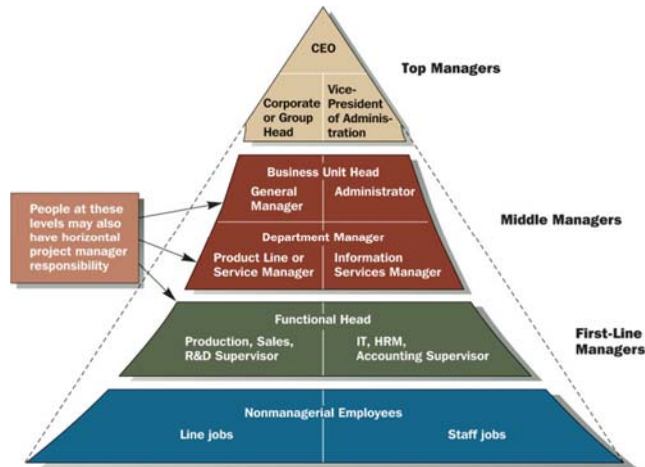 CEO
Top Managers
Corporate
or Group
Head
Vice-
President
of Adminis-
tration
Business Unit Head
General
Manager
Administrator
People at these
levels may also
have horizontal
project manager
responsibility
Middle Managers
Department Manager
Product Line or
Service Manager
Information
Services Manager
Functional Head
First-Line
Managers
Production, Sales,
R&D Supervisor
IT, HRM,
Accounting Supervisor
Nonmanagerial Employees
Line jobs
Staff jobs